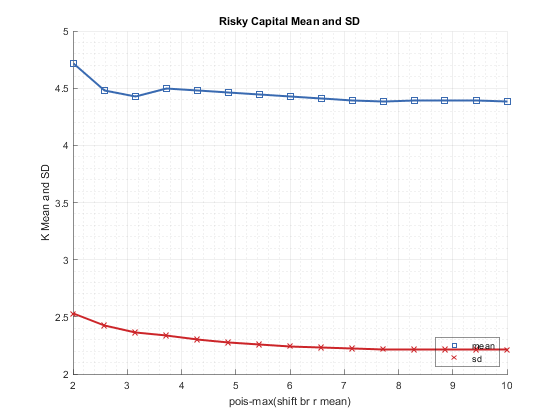 Risky Capital Mean and SD
5
4.5
4
3.5
3
2.5
2
K Mean and SD
2 3 4 5 6 7 8 9 10
pois-max(shift br r mean)
mean
sd